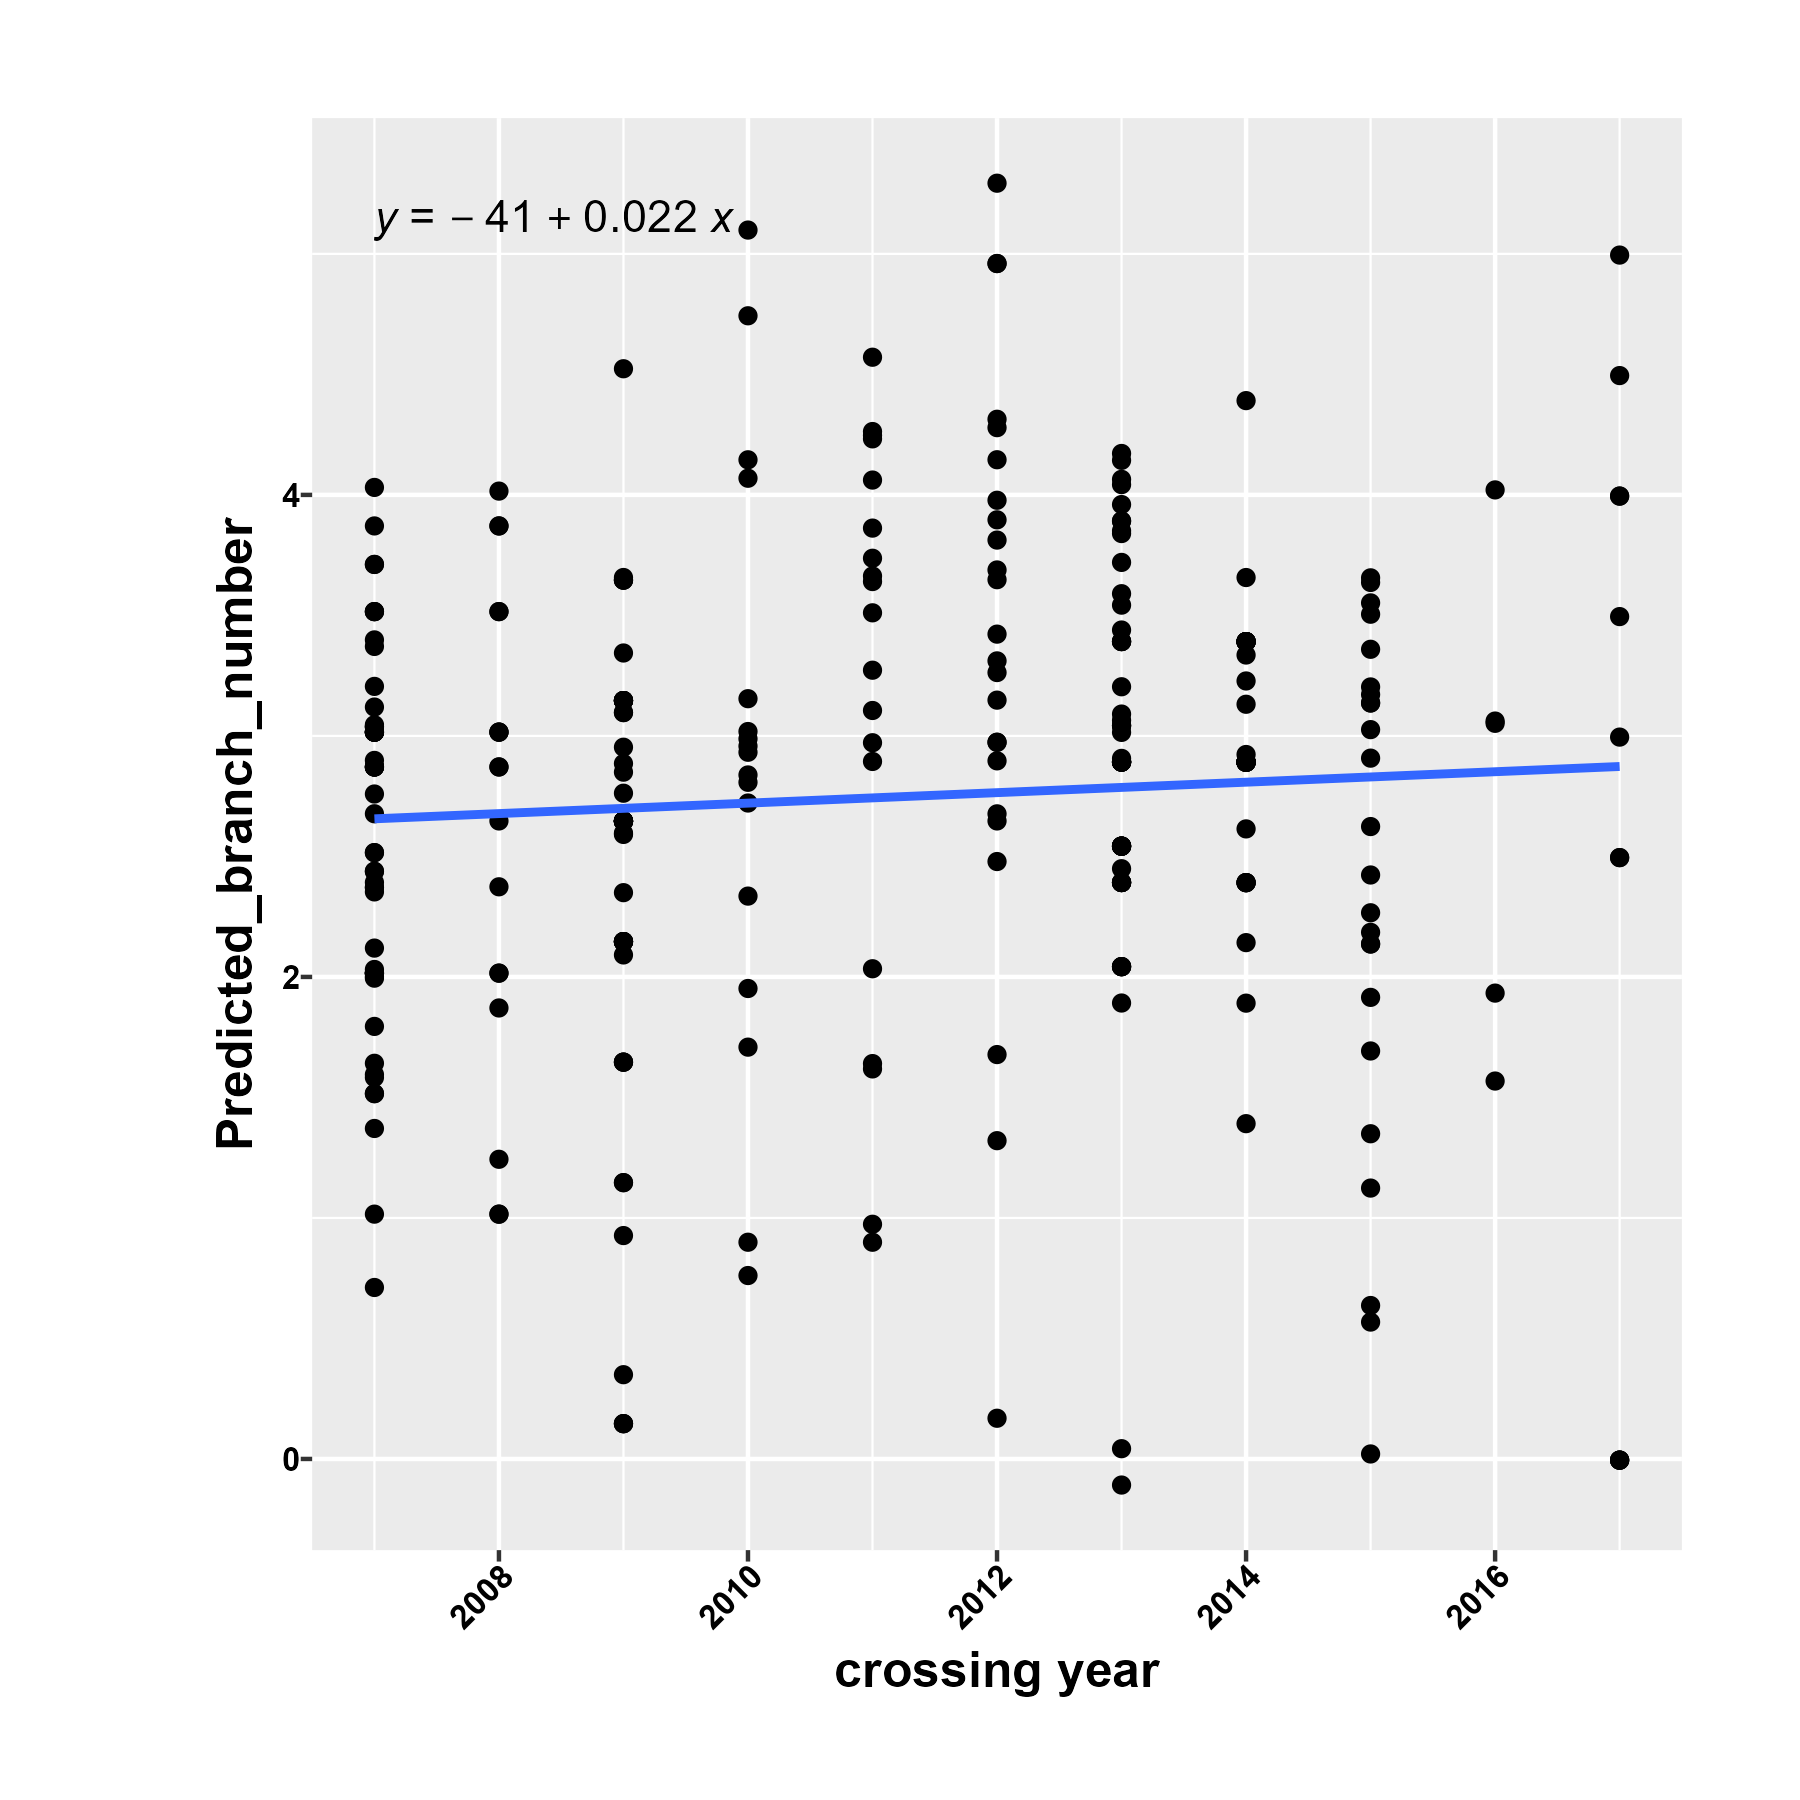 y = − 41 + 0.022 x
Predicted_branch_number
4
2
0
2008
2010
2012
2014
2016
crossing year